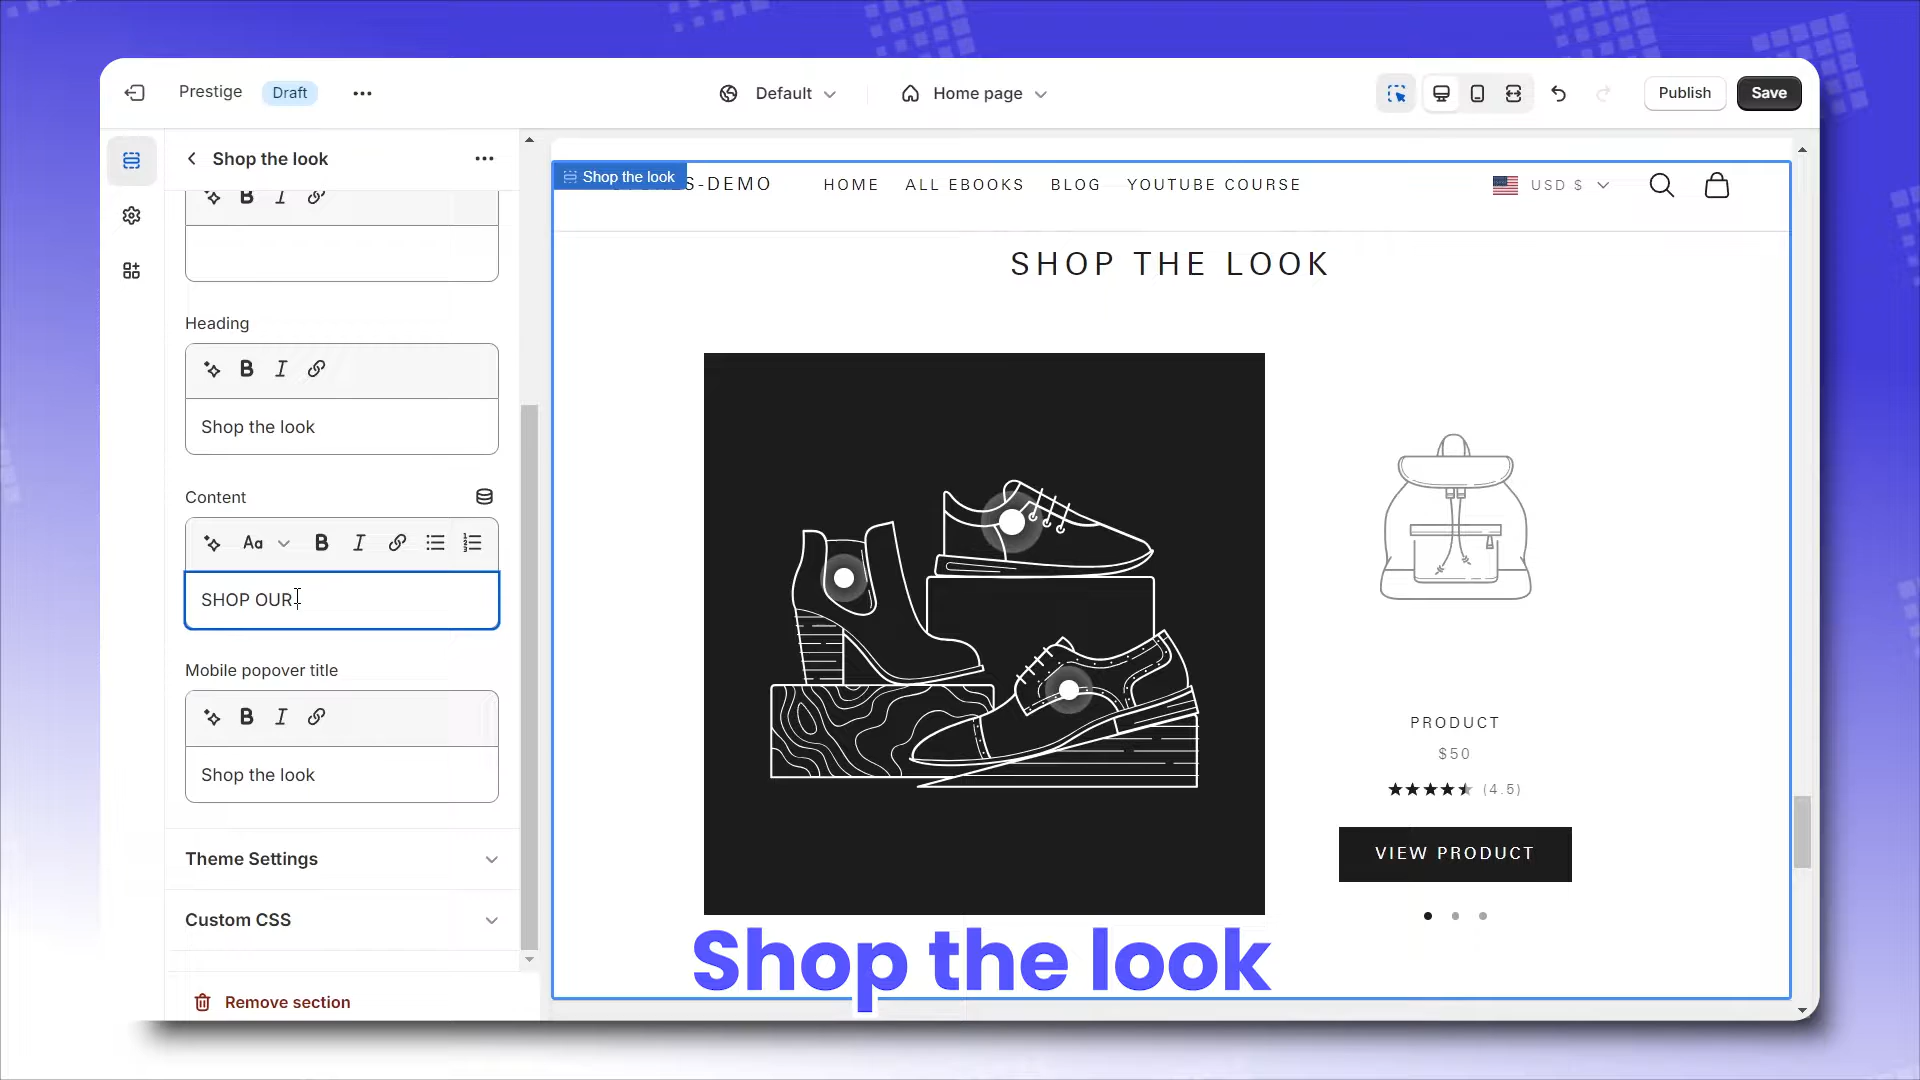 Prestige
Draft
Default
Home page
Publish
Save
Shop the look
Shop the look
S-DEMO
HOME
ALL EBOOKS
BLOG
YOUTUBE COURSE
USD $
SHOP THE LOOK
Heading
Shop the look
Content
Aa
SHOP OUR
Mobile popover title
Shop the look
Theme Settings
Custom CSS
Remove section
PRODUCT
$50
(4.5)
VIEW PRODUCT
Shop the look